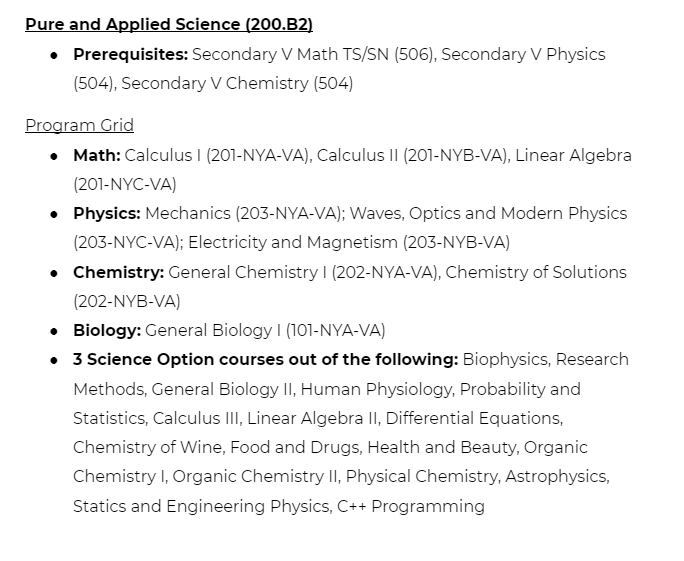 Pure and Applied Science (200.B2)
● Prerequisites: Secondary V Math TS/SN (506), Secondary V Physics
(504), Secondary V Chemistry (504)
Program Grid
● Math: Calculus I (201-NYA-VA), Calculus II (201-NYB-VA), Linear Algebra
(201-NYC-VA)
● Physics: Mechanics (203-NYA-VA); Waves, Optics and Modern Physics
(203-NYC-VA); Electricity and Magnetism (203-NYB-VA)
● Chemistry: General Chemistry I (202-NYA-VA), Chemistry of Solutions
(202-NYB-VA)
● Biology: General Biology I (101-NYA-VA)
● 3 Science Option courses out of the following: Biophysics, Research
Methods, General Biology II, Human Physiology, Probability and
Statistics, Calculus III, Linear Algebra II, Differential Equations,
Chemistry of Wine, Food and Drugs, Health and Beauty, Organic
Chemistry I, Organic Chemistry II, Physical Chemistry, Astrophysics,
Statics and Engineering Physics, C++ Programming